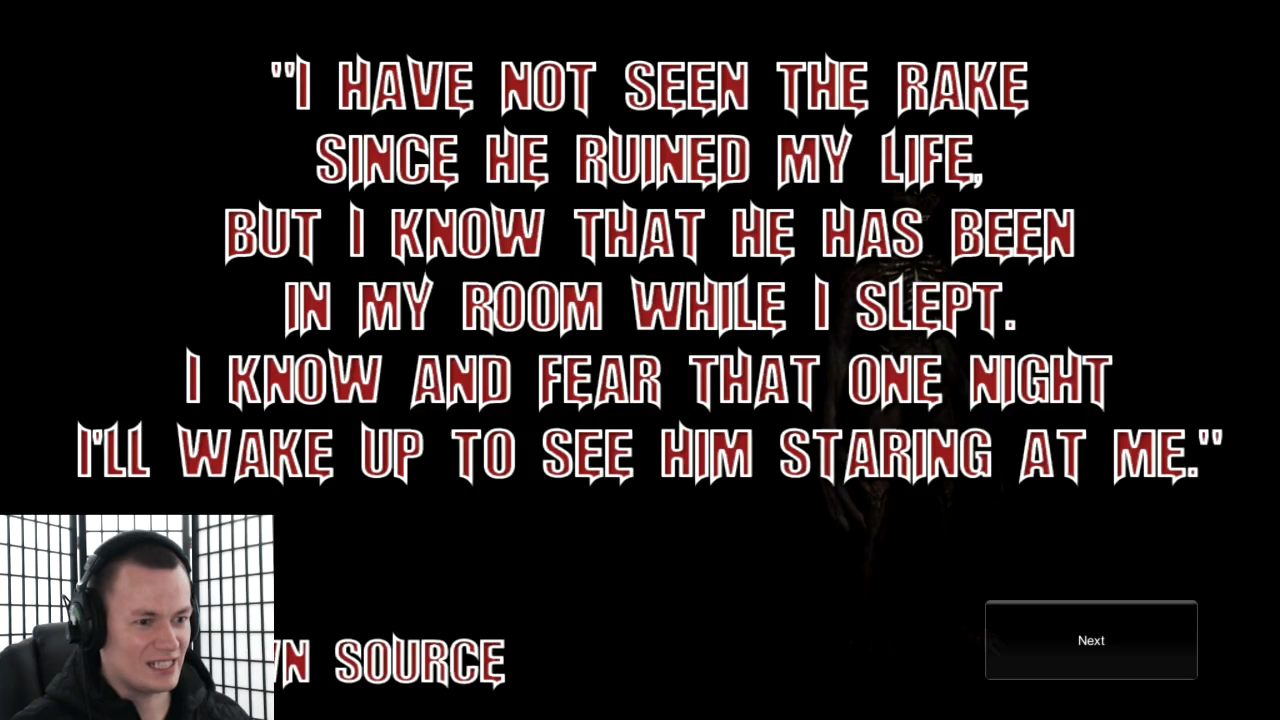 "I HAVE NOT SEEN THE RAKE
SINCE HE RUINED MY LIFE,
BUT I KNOW THAT HE HAS BEEN
IN MY ROOM WHILE I SLEPT.
I KNOW AND FEAR THAT ONE NIGHT
I'LL WAKE UP TO SEE HIM STARING AT ME."
SOURCE
Next